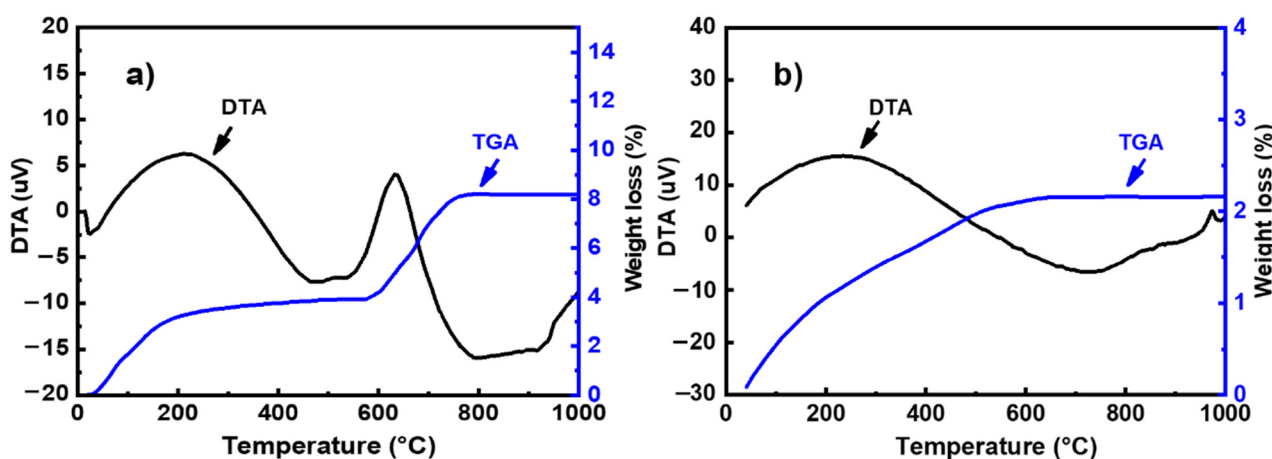 a)
DTA
TGA
20
15
10
5
0
−5
−10
−15
−20
DTA (uV)
14
12
10
8
6
4
2
0
Weight loss (%)
0 200 400 600 800 1000
Temperature (°C)
b)
DTA
TGA
40
30
20
10
0
−10
−20
−30
DTA (uV)
4
3
2
1
0
Weight loss (%)
0 200 400 600 800 1000
Temperature (°C)